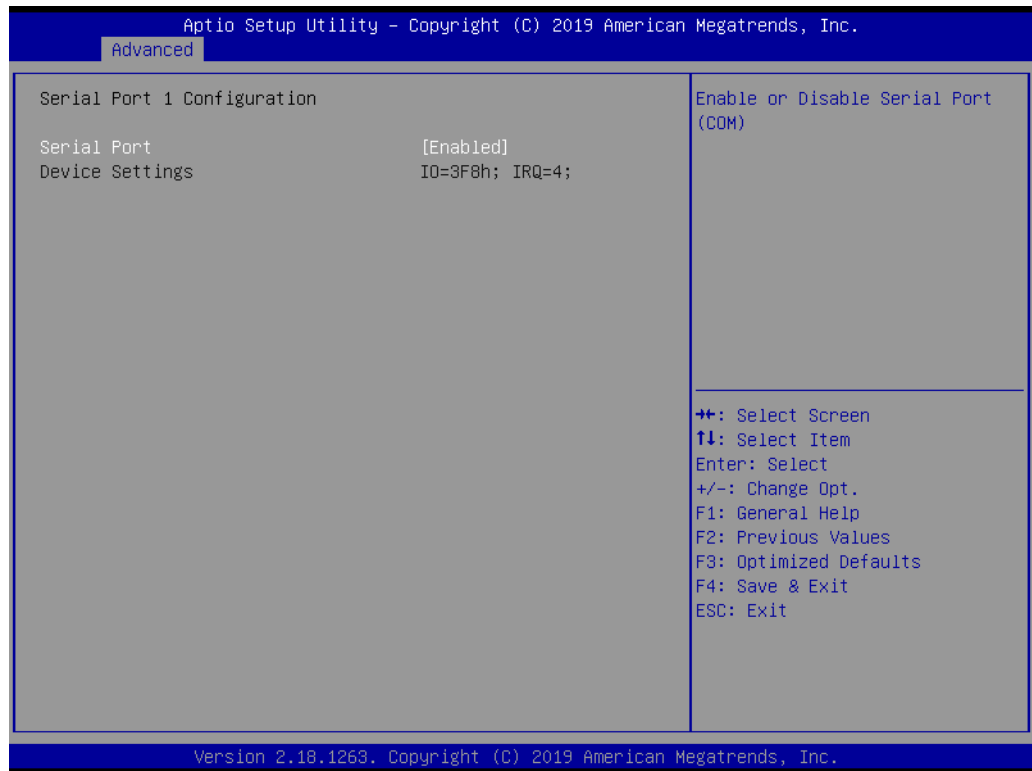 Aptio Setup Utility – Copyright (C) 2019 American Megatrends, Inc.
Advanced
Serial Port 1 Configuration
Serial Port [Enabled]
Device Settings IO=3F8h; IRQ=4;
Enable or Disable Serial Port
(COM)
→←: Select Screen
↑↓: Select Item
Enter: Select
+/-: Change Opt.
F1: General Help
F2: Previous Values
F3: Optimized Defaults
F4: Save & Exit
ESC: Exit
Version 2.18.1263. Copyright (C) 2019 American Megatrends, Inc.